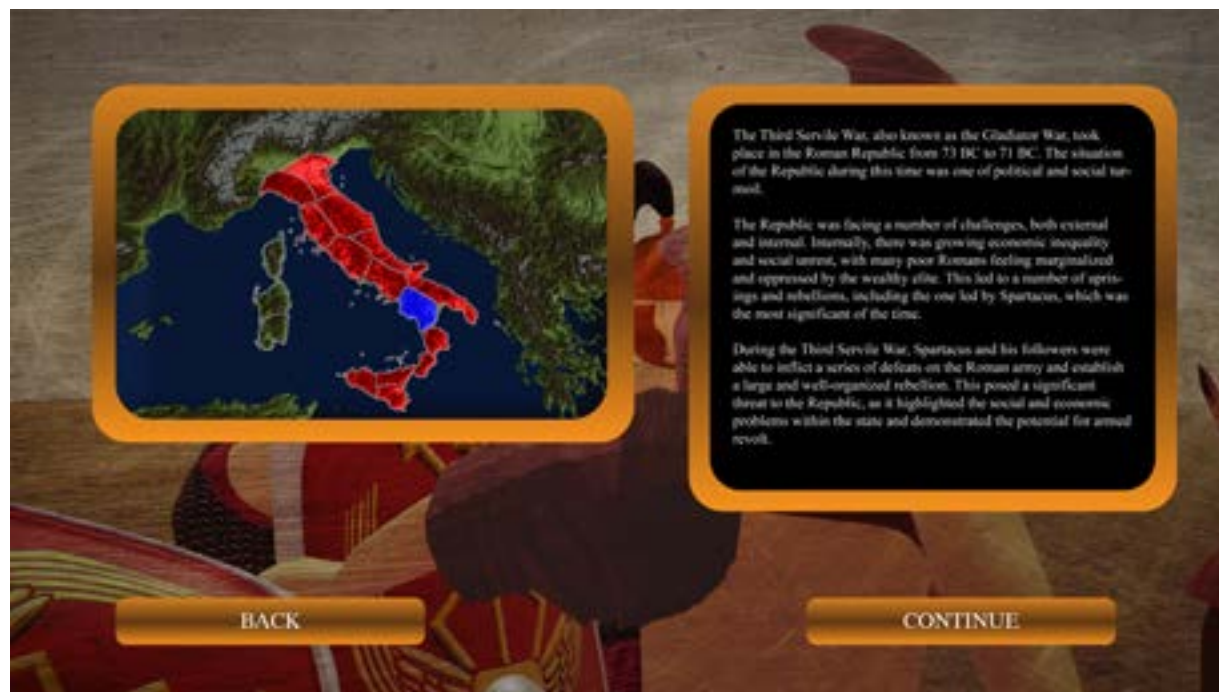 The Third Servile War, also known as the Gladiator War, took
place in the Roman Republic from 73 BC to 71 BC. The situation
of the Republic during this time was one of political and social tur-
moil.
The Republic was facing a number of challenges, both external
and internal. Internally, there was growing economic inequality
and social unrest, with many poor Romans feeling marginalized
and oppressed by the wealthy elite. This led to a number of upris-
ings and rebellions, including the one led by Spartacus, which was
the most significant of the time.
During the Third Servile War, Spartacus and his followers were
able to inflict a series of defeats on the Roman army and establish
a large and well-organized rebellion. This posed a significant
threat to the Republic, as it highlighted the social and economic
problems within the state and demonstrated the potential for armed
revolt.
BACK
CONTINUE